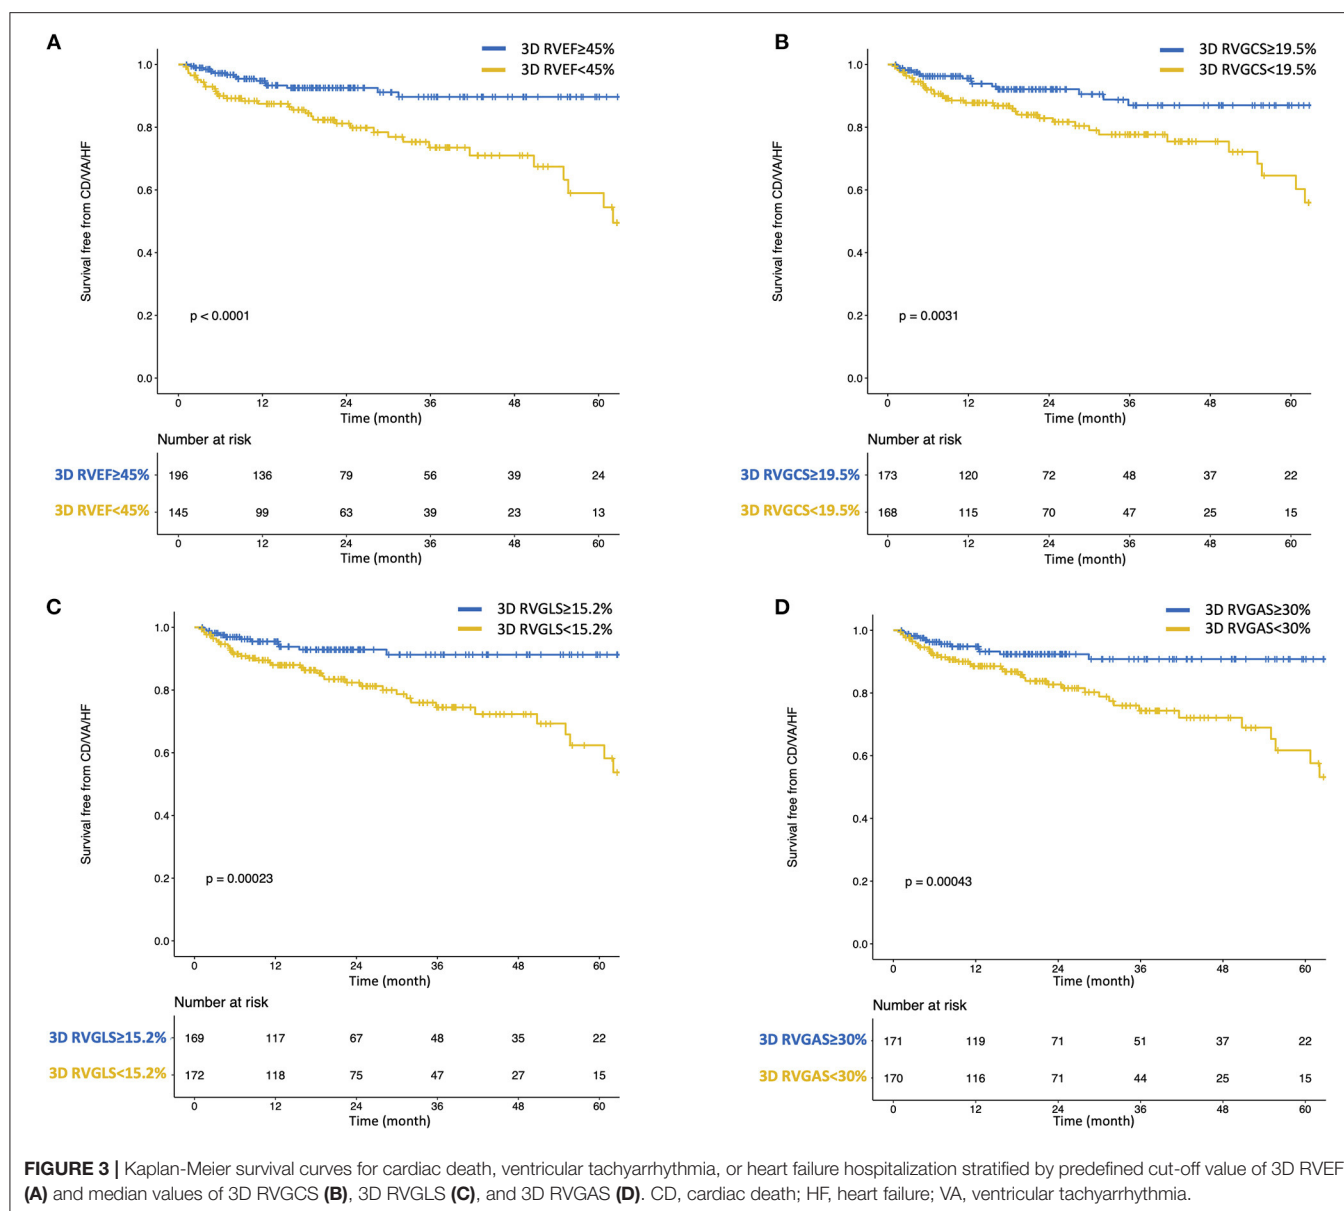 A
3D RVEF≥45%
3D RVEF<45%
1.0
0.8
0.6
0.4
0.2
0.0
Survival free from CD/VA/HF
p < 0.0001
0 12 24 36 48 60
Time (month)
Number at risk
3D RVEF≥45% 196 136 79 56 39 24
3D RVEF<45% 145 99 63 39 23 13
0 12 24 36 48 60
Time (month)
B
3D RVGCS≥19.5%
3D RVGCS<19.5%
1.0
0.8
0.6
0.4
0.2
0.0
Survival free from CD/VA/HF
p = 0.0031
0 12 24 36 48 60
Time (month)
Number at risk
3D RVGCS≥19.5% 173 120 72 48 37 22
3D RVGCS<19.5% 168 115 70 47 25 15
0 12 24 36 48 60
Time (month)
C
3D RVGLS≥15.2%
3D RVGLS<15.2%
1.0
0.8
0.6
0.4
0.2
0.0
Survival free from CD/VA/HF
p = 0.00023
0 12 24 36 48 60
Time (month)
Number at risk
3D RVGLS≥15.2% 169 117 67 48 35 22
3D RVGLS<15.2% 172 118 75 47 27 15
0 12 24 36 48 60
Time (month)
D
3D RVGAS≥30%
3D RVGAS<30%
1.0
0.8
0.6
0.4
0.2
0.0
Survival free from CD/VA/HF
p = 0.00043
0 12 24 36 48 60
Time (month)
Number at risk
3D RVGAS≥30% 171 119 71 51 37 22
3D RVGAS<30% 170 116 71 44 25 15
0 12 24 36 48 60
Time (month)
FIGURE 3 | Kaplan-Meier survival curves for cardiac death, ventricular tachyarrhythmia, or heart failure hospitalization stratified by predefined cut-off value of 3D RVEF
(A) and median values of 3D RVGCS (B), 3D RVGLS (C), and 3D RVGAS (D). CD, cardiac death; HF, heart failure; VA, ventricular tachyarrhythmia.